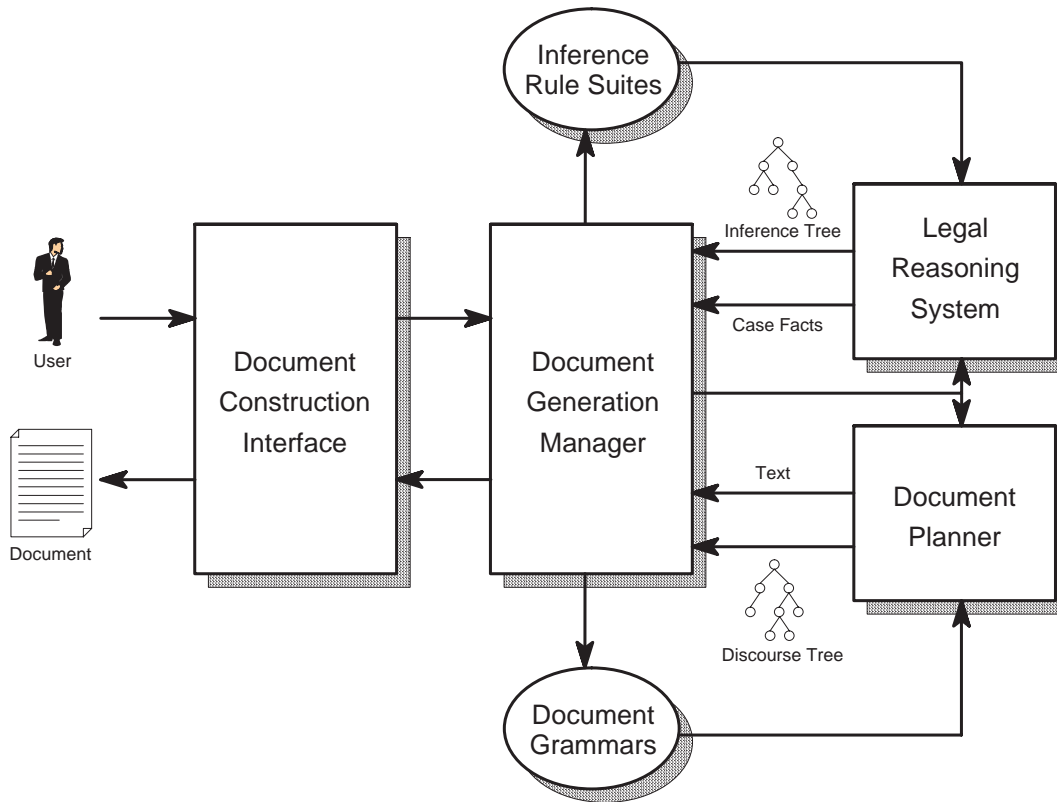 Inference
Rule Suites
Inference Tree
Legal
Reasoning
System
Case Facts
User
Document
Construction
Interface
Document
Generation
Manager
Document
Text
Document
Planner
Discourse Tree
Document
Grammars